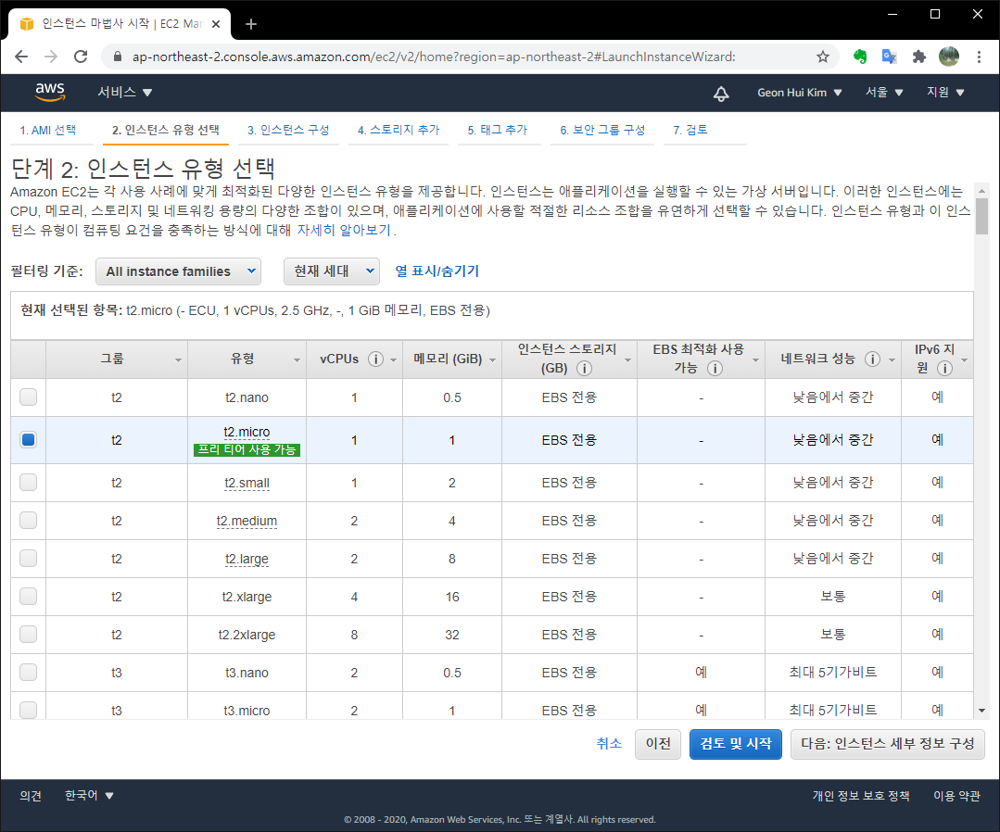 인스턴스 마법사 시작 | EC2 Mar
ap-northeast-2.console.aws.amazon.com/ec2/v2/home?region=ap-northeast-2#LaunchInstanceWizard:
aws 서비스 Geon Hui Kim 서울 지원
1. AMI 선택 2. 인스턴스 유형 선택 3. 인스턴스 구성 4. 스토리지 추가 5. 태그 추가 6. 보안 그룹 구성 7. 검토
단계 2: 인스턴스 유형 선택
Amazon EC2는 각 사용 사례에 맞게 최적화된 다양한 인스턴스 유형을 제공합니다. 인스턴스는 애플리케이션을 실행할 수 있는 가상 서버입니다. 이러한 인스턴스에는
CPU, 메모리, 스토리지 및 네트워킹 용량의 다양한 조합이 있으며, 애플리케이션에 사용할 적절한 리소스 조합을 유연하게 선택할 수 있습니다. 인스턴스 유형과 이 인스
턴스 유형이 컴퓨팅 요건을 충족하는 방식에 대해 자세히 알아보기.
필터링 기준: All instance families 현재 세대 열 표시/숨기기
현재 선택된 항목: t2.micro (- ECU, 1 vCPUs, 2.5 GHz, -, 1 GiB 메모리, EBS 전용)
그룹 유형 vCPUs 메모리 (GiB) 인스턴스 스토리지 (GB) EBS 최적화 사용 가능 네트워크 성능 IPv6 지원
t2 t2.nano 1 0.5 EBS 전용 - 낮음에서 중간 예
t2 t2.micro 프리 티어 사용 가능 1 1 EBS 전용 - 낮음에서 중간 예
t2 t2.small 1 2 EBS 전용 - 낮음에서 중간 예
t2 t2.medium 2 4 EBS 전용 - 낮음에서 중간 예
t2 t2.large 2 8 EBS 전용 - 낮음에서 중간 예
t2 t2.xlarge 4 16 EBS 전용 - 보통 예
t2 t2.2xlarge 8 32 EBS 전용 - 보통 예
t3 t3.nano 2 0.5 EBS 전용 예 최대 5기가비트 예
t3 t3.micro 2 1 EBS 전용 예 최대 5기가비트 예
취소 이전 검토 및 시작 다음: 인스턴스 세부 정보 구성
의견 한국어 개인 정보 보호 정책 이용 약관
© 2008 - 2020, Amazon Web Services, Inc. 또는 계열사. All rights reserved.